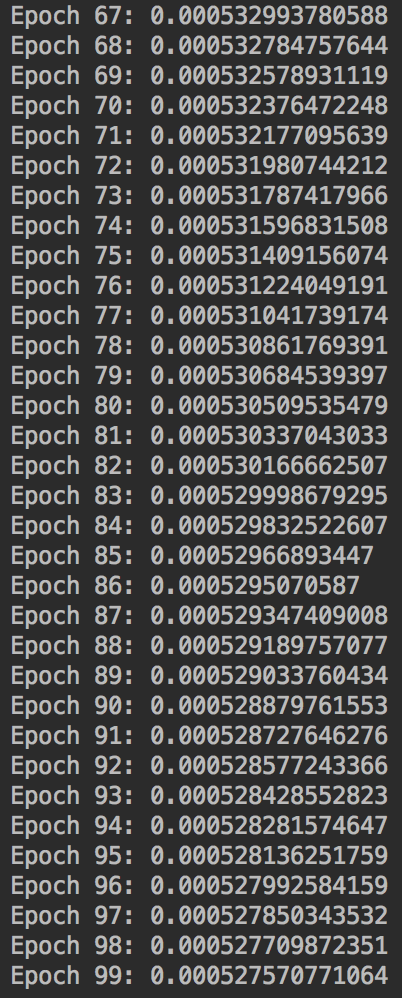 Epoch 67: 0.000532993780588
Epoch 68: 0.000532784757644
Epoch 69: 0.000532578931119
Epoch 70: 0.000532376472248
Epoch 71: 0.000532177095639
Epoch 72: 0.000531980744212
Epoch 73: 0.000531787417966
Epoch 74: 0.000531596831508
Epoch 75: 0.000531409156074
Epoch 76: 0.000531224049191
Epoch 77: 0.000531041739174
Epoch 78: 0.000530861769391
Epoch 79: 0.000530684539397
Epoch 80: 0.000530509535479
Epoch 81: 0.000530337043033
Epoch 82: 0.000530166662507
Epoch 83: 0.000529998679295
Epoch 84: 0.000529832522607
Epoch 85: 0.00052966893447
Epoch 86: 0.0005295070587
Epoch 87: 0.000529347409008
Epoch 88: 0.000529189757077
Epoch 89: 0.000529033760434
Epoch 90: 0.000528879761553
Epoch 91: 0.000528727646276
Epoch 92: 0.000528577243366
Epoch 93: 0.000528428552823
Epoch 94: 0.000528281574647
Epoch 95: 0.000528136251759
Epoch 96: 0.000527992584159
Epoch 97: 0.000527850343532
Epoch 98: 0.000527709872351
Epoch 99: 0.000527570771064